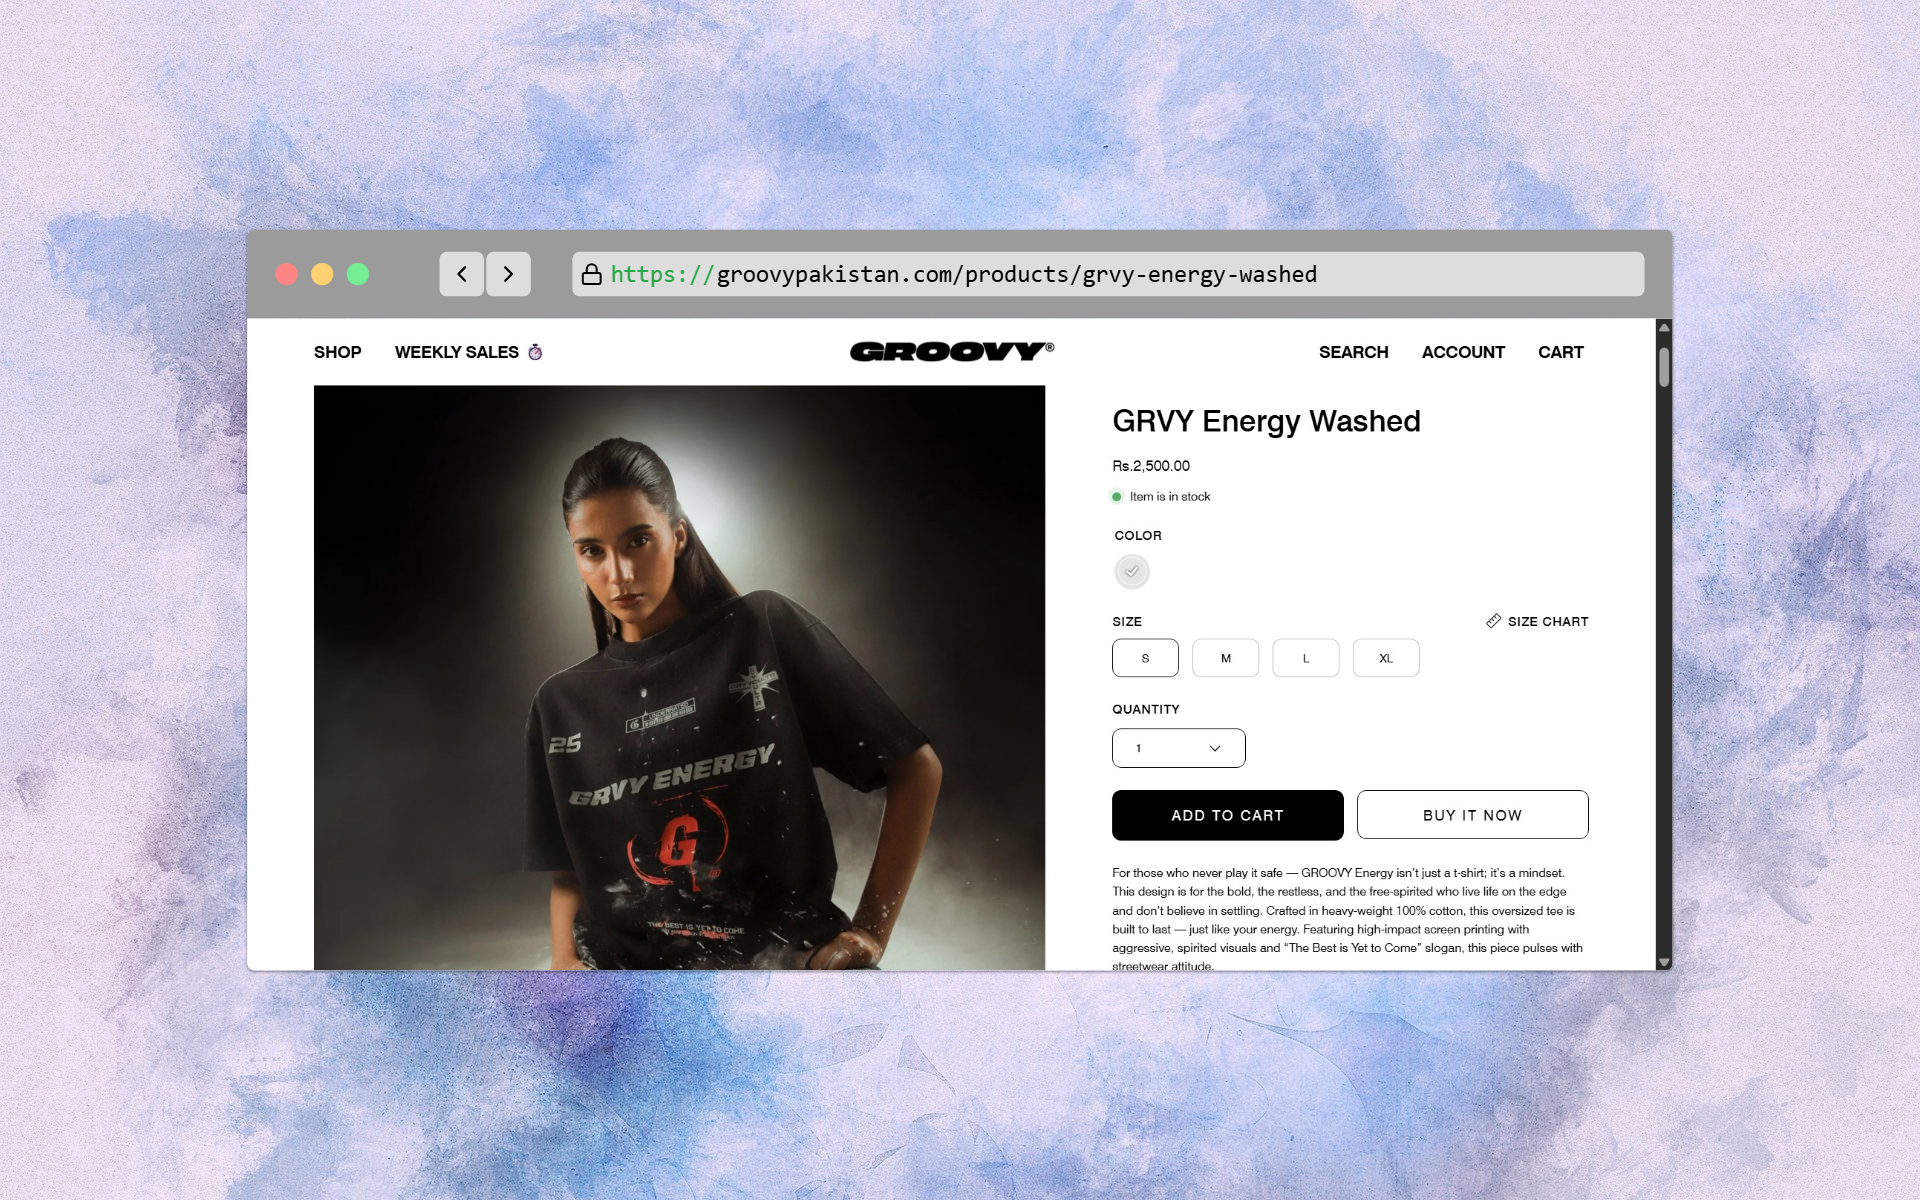 https://groovypakistan.com/products/grvy-energy-washed
SHOP
WEEKLY SALES
GROOVY®
SEARCH
ACCOUNT
CART
25
UNDERRATED
GRVY ENERGY.
G
THE BEST IS YET TO COME
GRVY Energy Washed
Rs.2,500.00
Item is in stock
COLOR
SIZE
SIZE CHART
S
M
L
XL
QUANTITY
1
ADD TO CART
BUY IT NOW
For those who never play it safe — GROOVY Energy isn’t just a t-shirt; it’s a mindset.
This design is for the bold, the restless, and the free-spirited who live life on the edge
and don’t believe in settling. Crafted in heavy-weight 100% cotton, this oversized tee is
built to last — just like your energy. Featuring high-impact screen printing with
aggressive, spirited visuals and “The Best is Yet to Come” slogan, this piece pulses with
streetwear attitude.